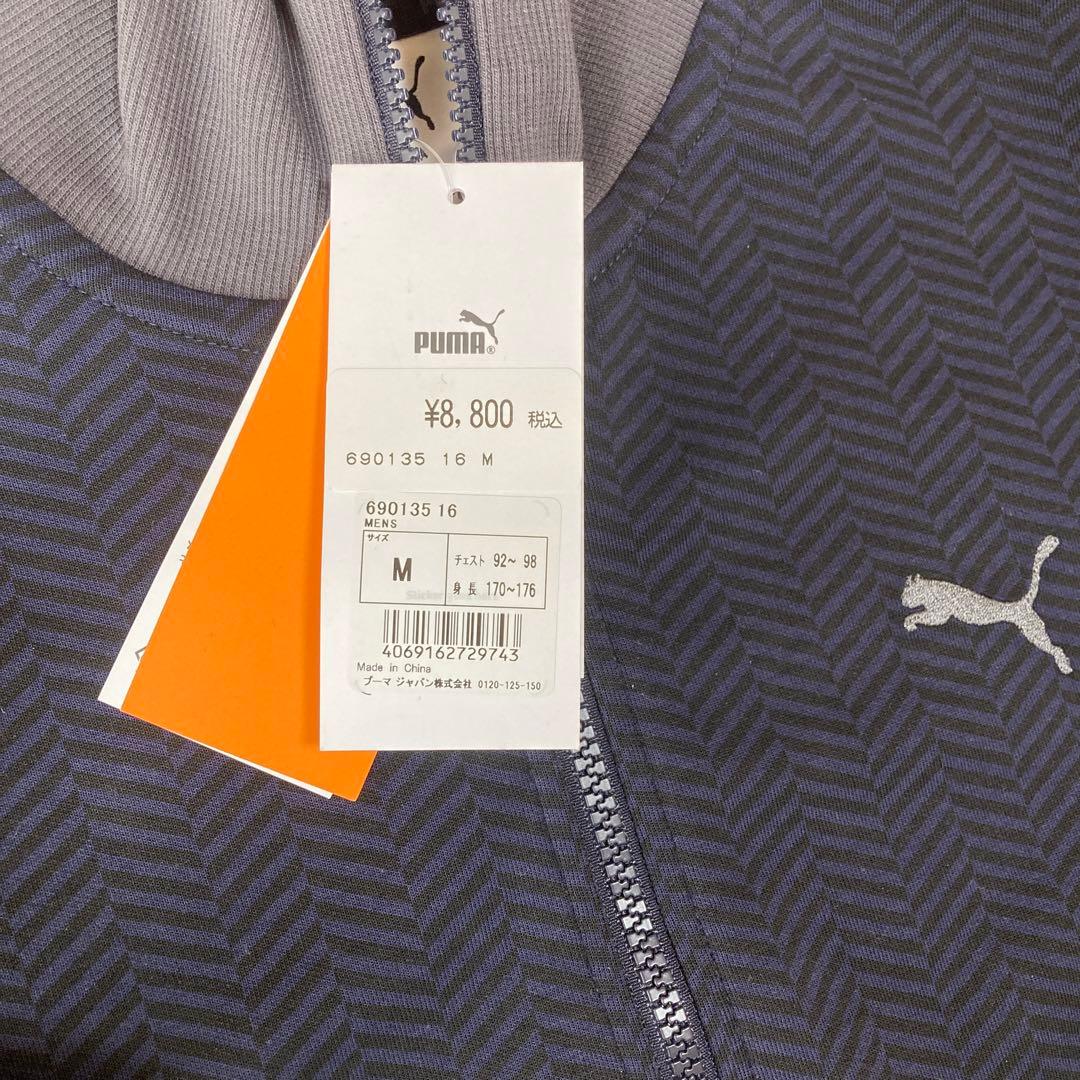 PUMA®
¥8,800 税込
690135 16 M
690135 16
MENS
サイズ
M
チェスト 92~ 98
身長 170~176
4069162729743
Made in China
プーマ ジャパン株式会社 0120-125-150